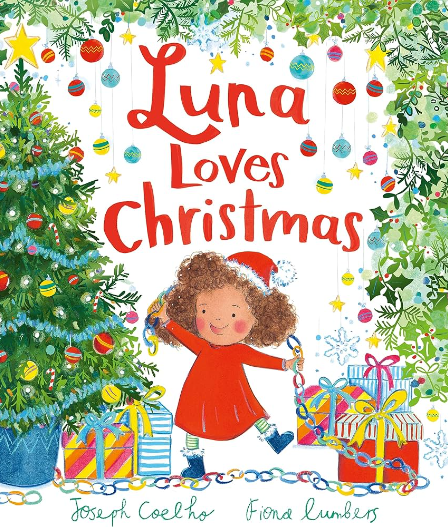 Luna
Loves
Christmas
Joseph Coelho Fiona Lumbers